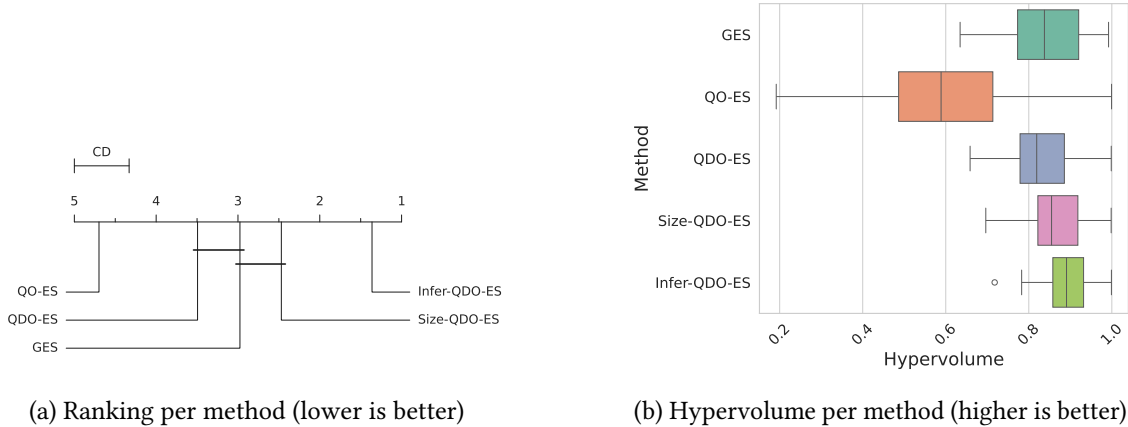 CD
5 4 3 2 1
QO-ES
QDO-ES
GES
Infer-QDO-ES
Size-QDO-ES
(a) Ranking per method (lower is better)
Method
GES
QO-ES
QDO-ES
Size-QDO-ES
Infer-QDO-ES
0.2 0.4 0.6 0.8 1.0
Hypervolume
(b) Hypervolume per method (higher is better)